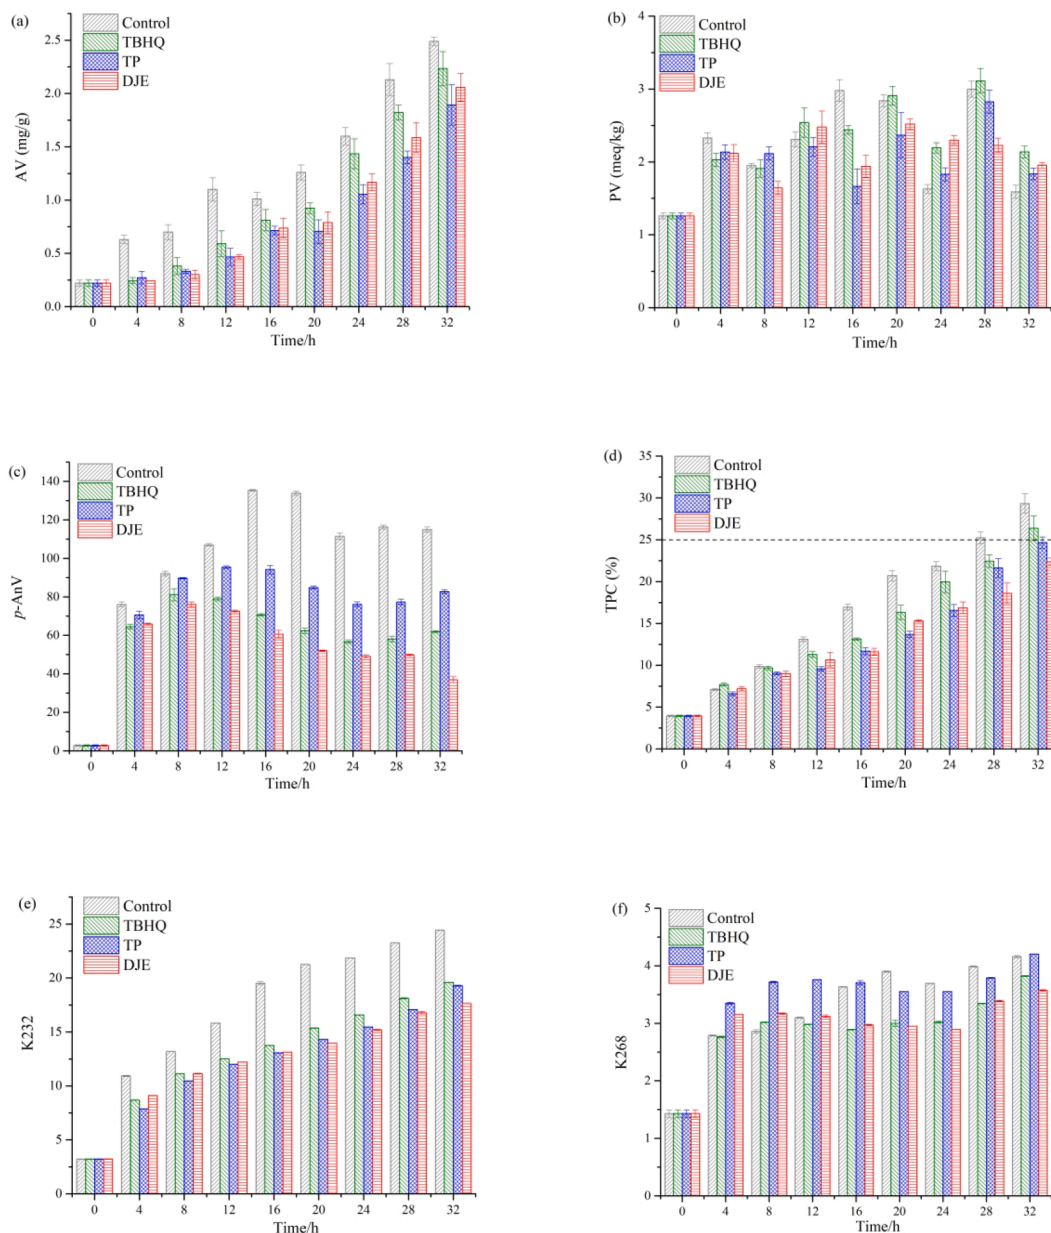 (a)
Control
TBHQ
TP
DJE
2.5
2.0
1.5
1.0
0.5
0.0
AV (mg/g)
0 4 8 12 16 20 24 28 32
Time/h
(b)
Control
TBHQ
TP
DJE
4
3
2
1
0
PV (meq/kg)
0 4 8 12 16 20 24 28 32
Time/h
(c)
Control
TBHQ
TP
DJE
140
120
100
80
60
40
20
0
p-AnV
0 4 8 12 16 20 24 28 32
Time/h
(d)
Control
TBHQ
TP
DJE
35
30
25
20
15
10
5
0
TPC (%)
0 4 8 12 16 20 24 28 32
Time/h
(e)
Control
TBHQ
TP
DJE
25
20
15
10
5
0
K232
0 4 8 12 16 20 24 28 32
Time/h
(f)
Control
TBHQ
TP
DJE
5
4
3
2
1
0
K268
0 4 8 12 16 20 24 28 32
Time/h